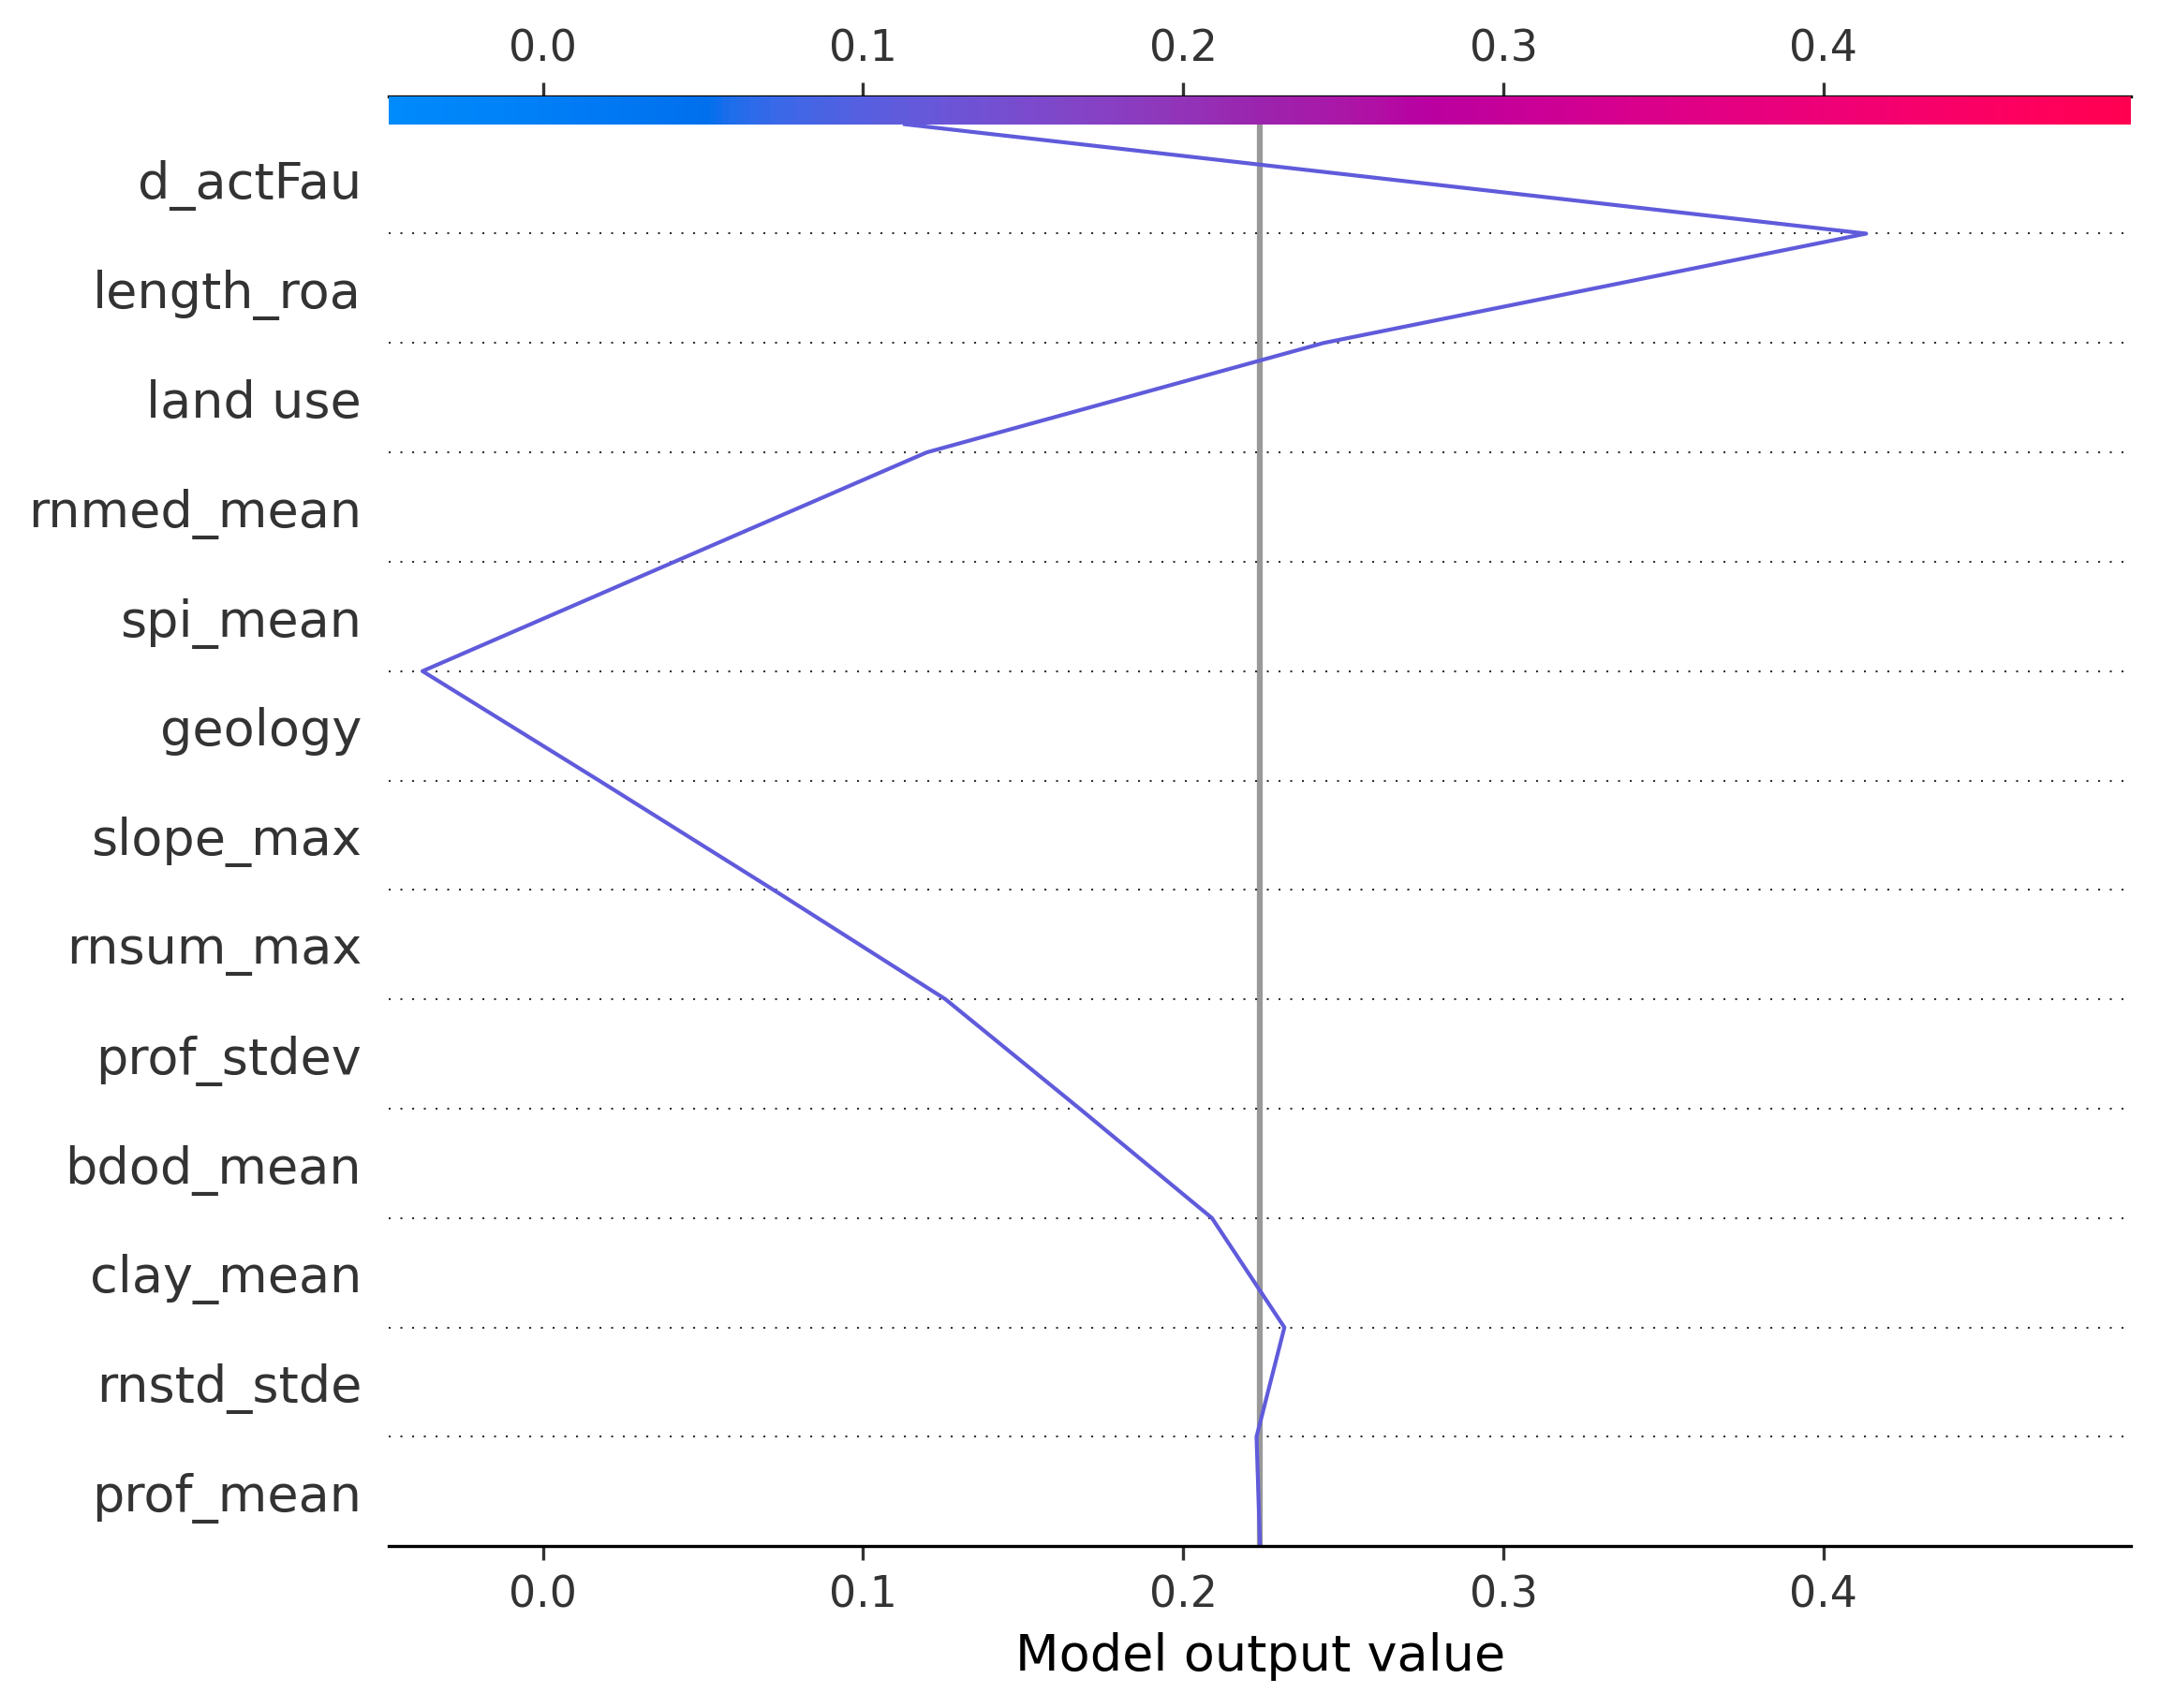 0.0 0.1 0.2 0.3 0.4
d_actFau
length_roa
land use
rnmed_mean
spi_mean
geology
slope_max
rnsum_max
prof_stdev
bdod_mean
clay_mean
rnstd_stde
prof_mean
0.0 0.1 0.2 0.3 0.4
Model output value